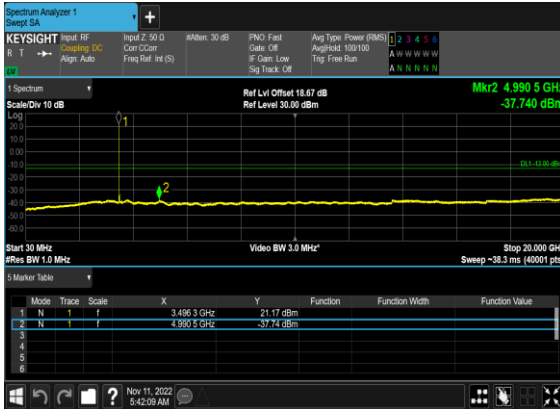 Spectrum Analyzer 1
Swept SA
+
KEYSIGHT
R T
LXI
Input: RF
Coupling: DC
Align: Auto
Input Z: 50 Ω
Corr CCorr
Freq Ref: Int (S)
#Atten: 30 dB
PNO: Fast
Gate: Off
IF Gain: Low
Sig Track: Off
Avg Type: Power (RMS)
Avg|Hold: 100/100
Trig: Free Run
1 2 3 4 5 6
A W W W W W
A N N N N N
1 Spectrum
Scale/Div 10 dB
Ref Lvl Offset 18.67 dB
Ref Level 30.00 dBm
Mkr2 4.990 5 GHz
-37.740 dBm
Log
20.0
10.0
0.00
-10.0
-20.0
-30.0
-40.0
-50.0
-60.0
1
2
DL1 -13.00 dBm
Start 30 MHz
#Res BW 1.0 MHz
Video BW 3.0 MHz*
Stop 20.000 GH
Sweep ~38.3 ms (40001 pts
5 Marker Table
Mode Trace Scale X Y Function Function Width Function Value
1 N 1 f 3.496 3 GHz 21.17 dBm
2 N 1 f 4.990 5 GHz -37.74 dBm
3
4
5
6
?
Nov 11, 2022
5:42:09 AM